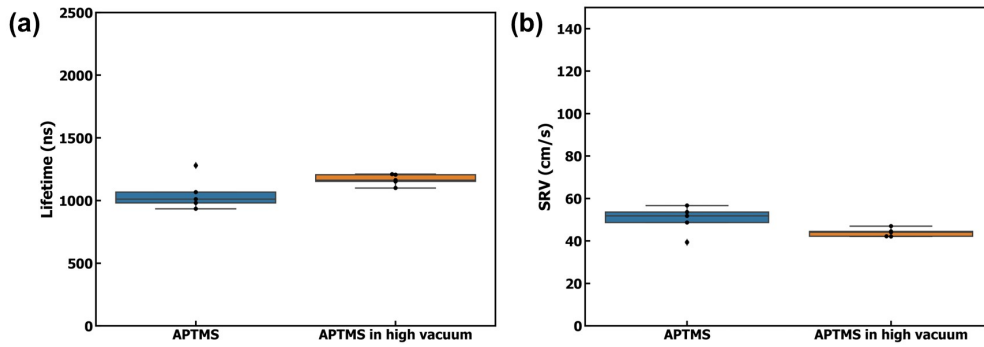 (a)
Lifetime (ns)
2500
2000
1500
1000
500
0
APTMS
APTMS in high vacuum
(b)
SRV (cm/s)
140
120
100
80
60
40
20
0
APTMS
APTMS in high vacuum